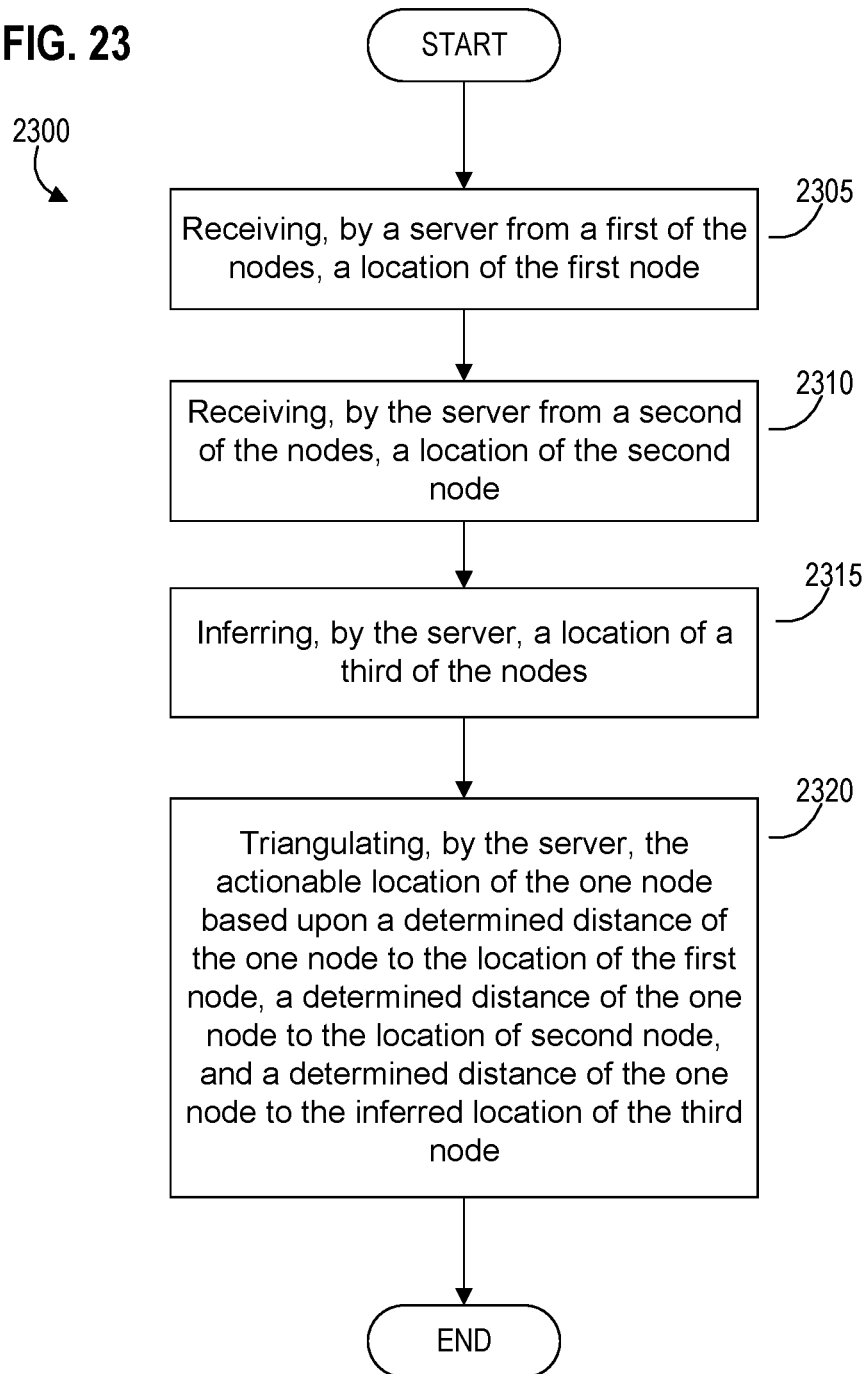 FIG. 23
START
2300
2305
Receiving, by a server from a first of the
nodes, a location of the first node
2310
Receiving, by the server from a second
of the nodes, a location of the second
node
2315
Inferring, by the server, a location of a
third of the nodes
2320
Triangulating, by the server, the
actionable location of the one node
based upon a determined distance of
the one node to the location of the first
node, a determined distance of the one
node to the location of second node,
and a determined distance of the one
node to the inferred location of the third
node
END